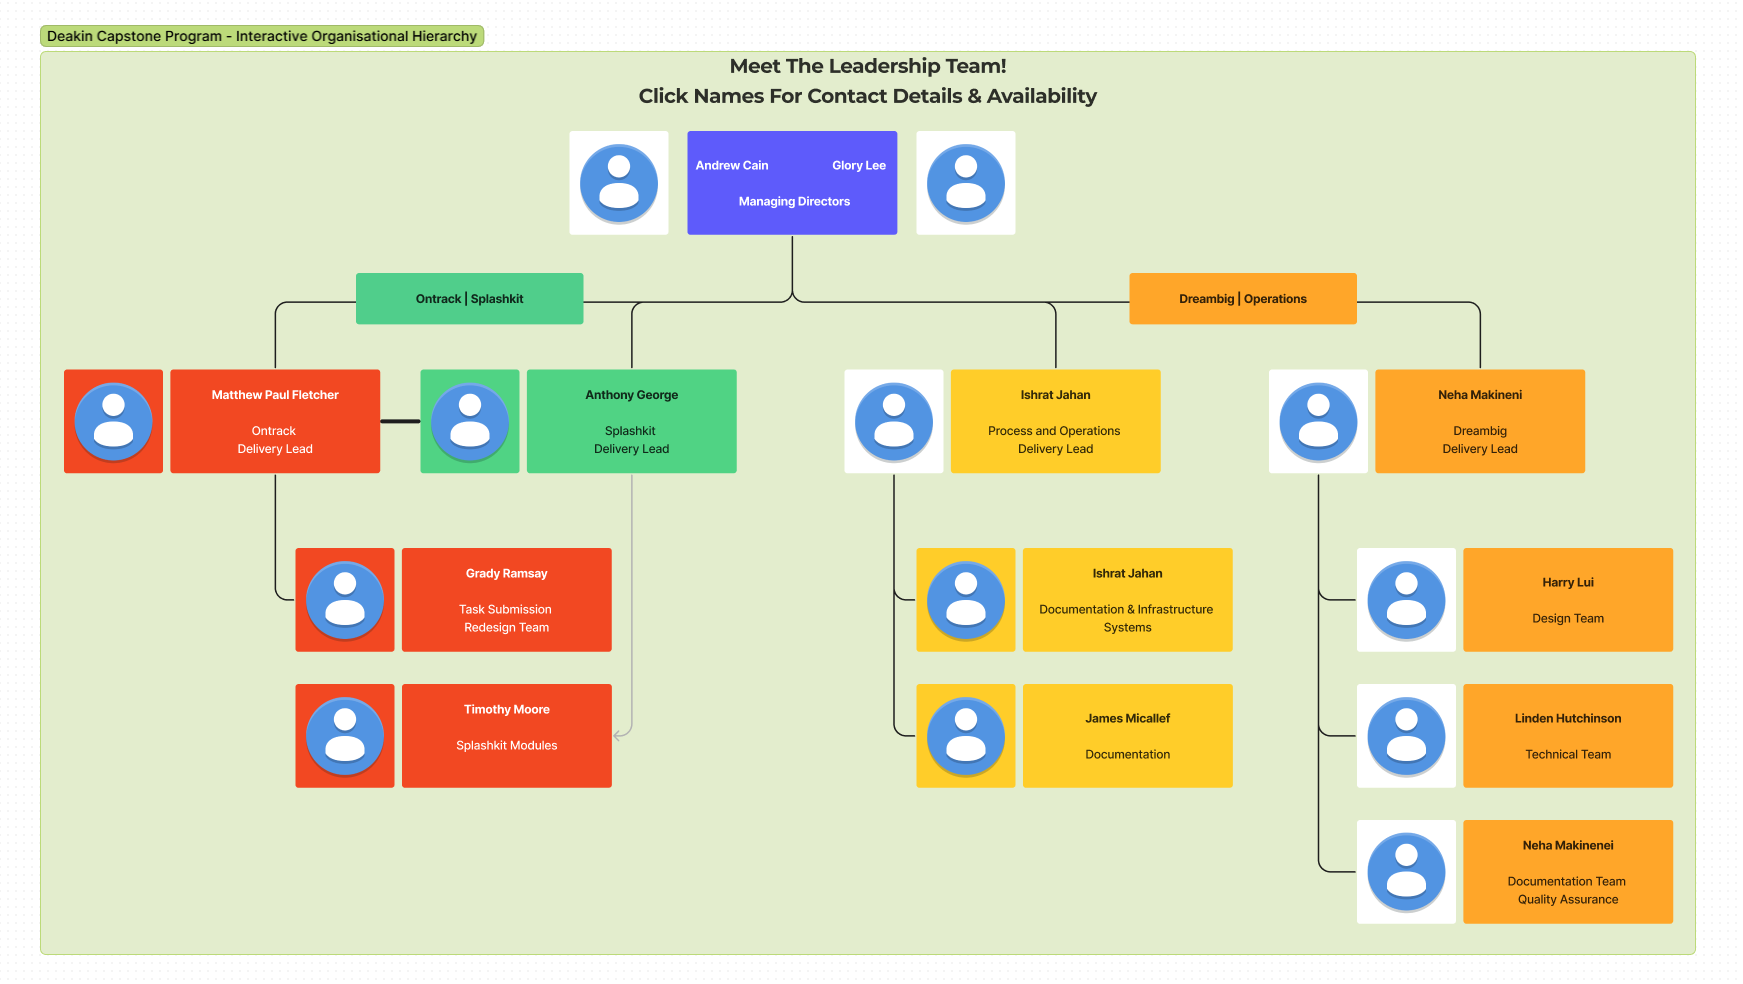 Deakin Capstone Program - Interactive Organisational Hierarchy
Meet The Leadership Team!
Click Names For Contact Details & Availability
Andrew Cain
Glory Lee
Managing Directors
Ontrack | Splashkit
Dreambig | Operations
Matthew Paul Fletcher
Ontrack
Delivery Lead
Anthony George
Splashkit
Delivery Lead
Ishrat Jahan
Process and Operations
Delivery Lead
Neha Makineni
Dreambig
Delivery Lead
Grady Ramsay
Task Submission
Redesign Team
Ishrat Jahan
Documentation & Infrastructure
Systems
Harry Lui
Design Team
Timothy Moore
Splashkit Modules
James Micallef
Documentation
Linden Hutchinson
Technical Team
Neha Makinenei
Documentation Team
Quality Assurance